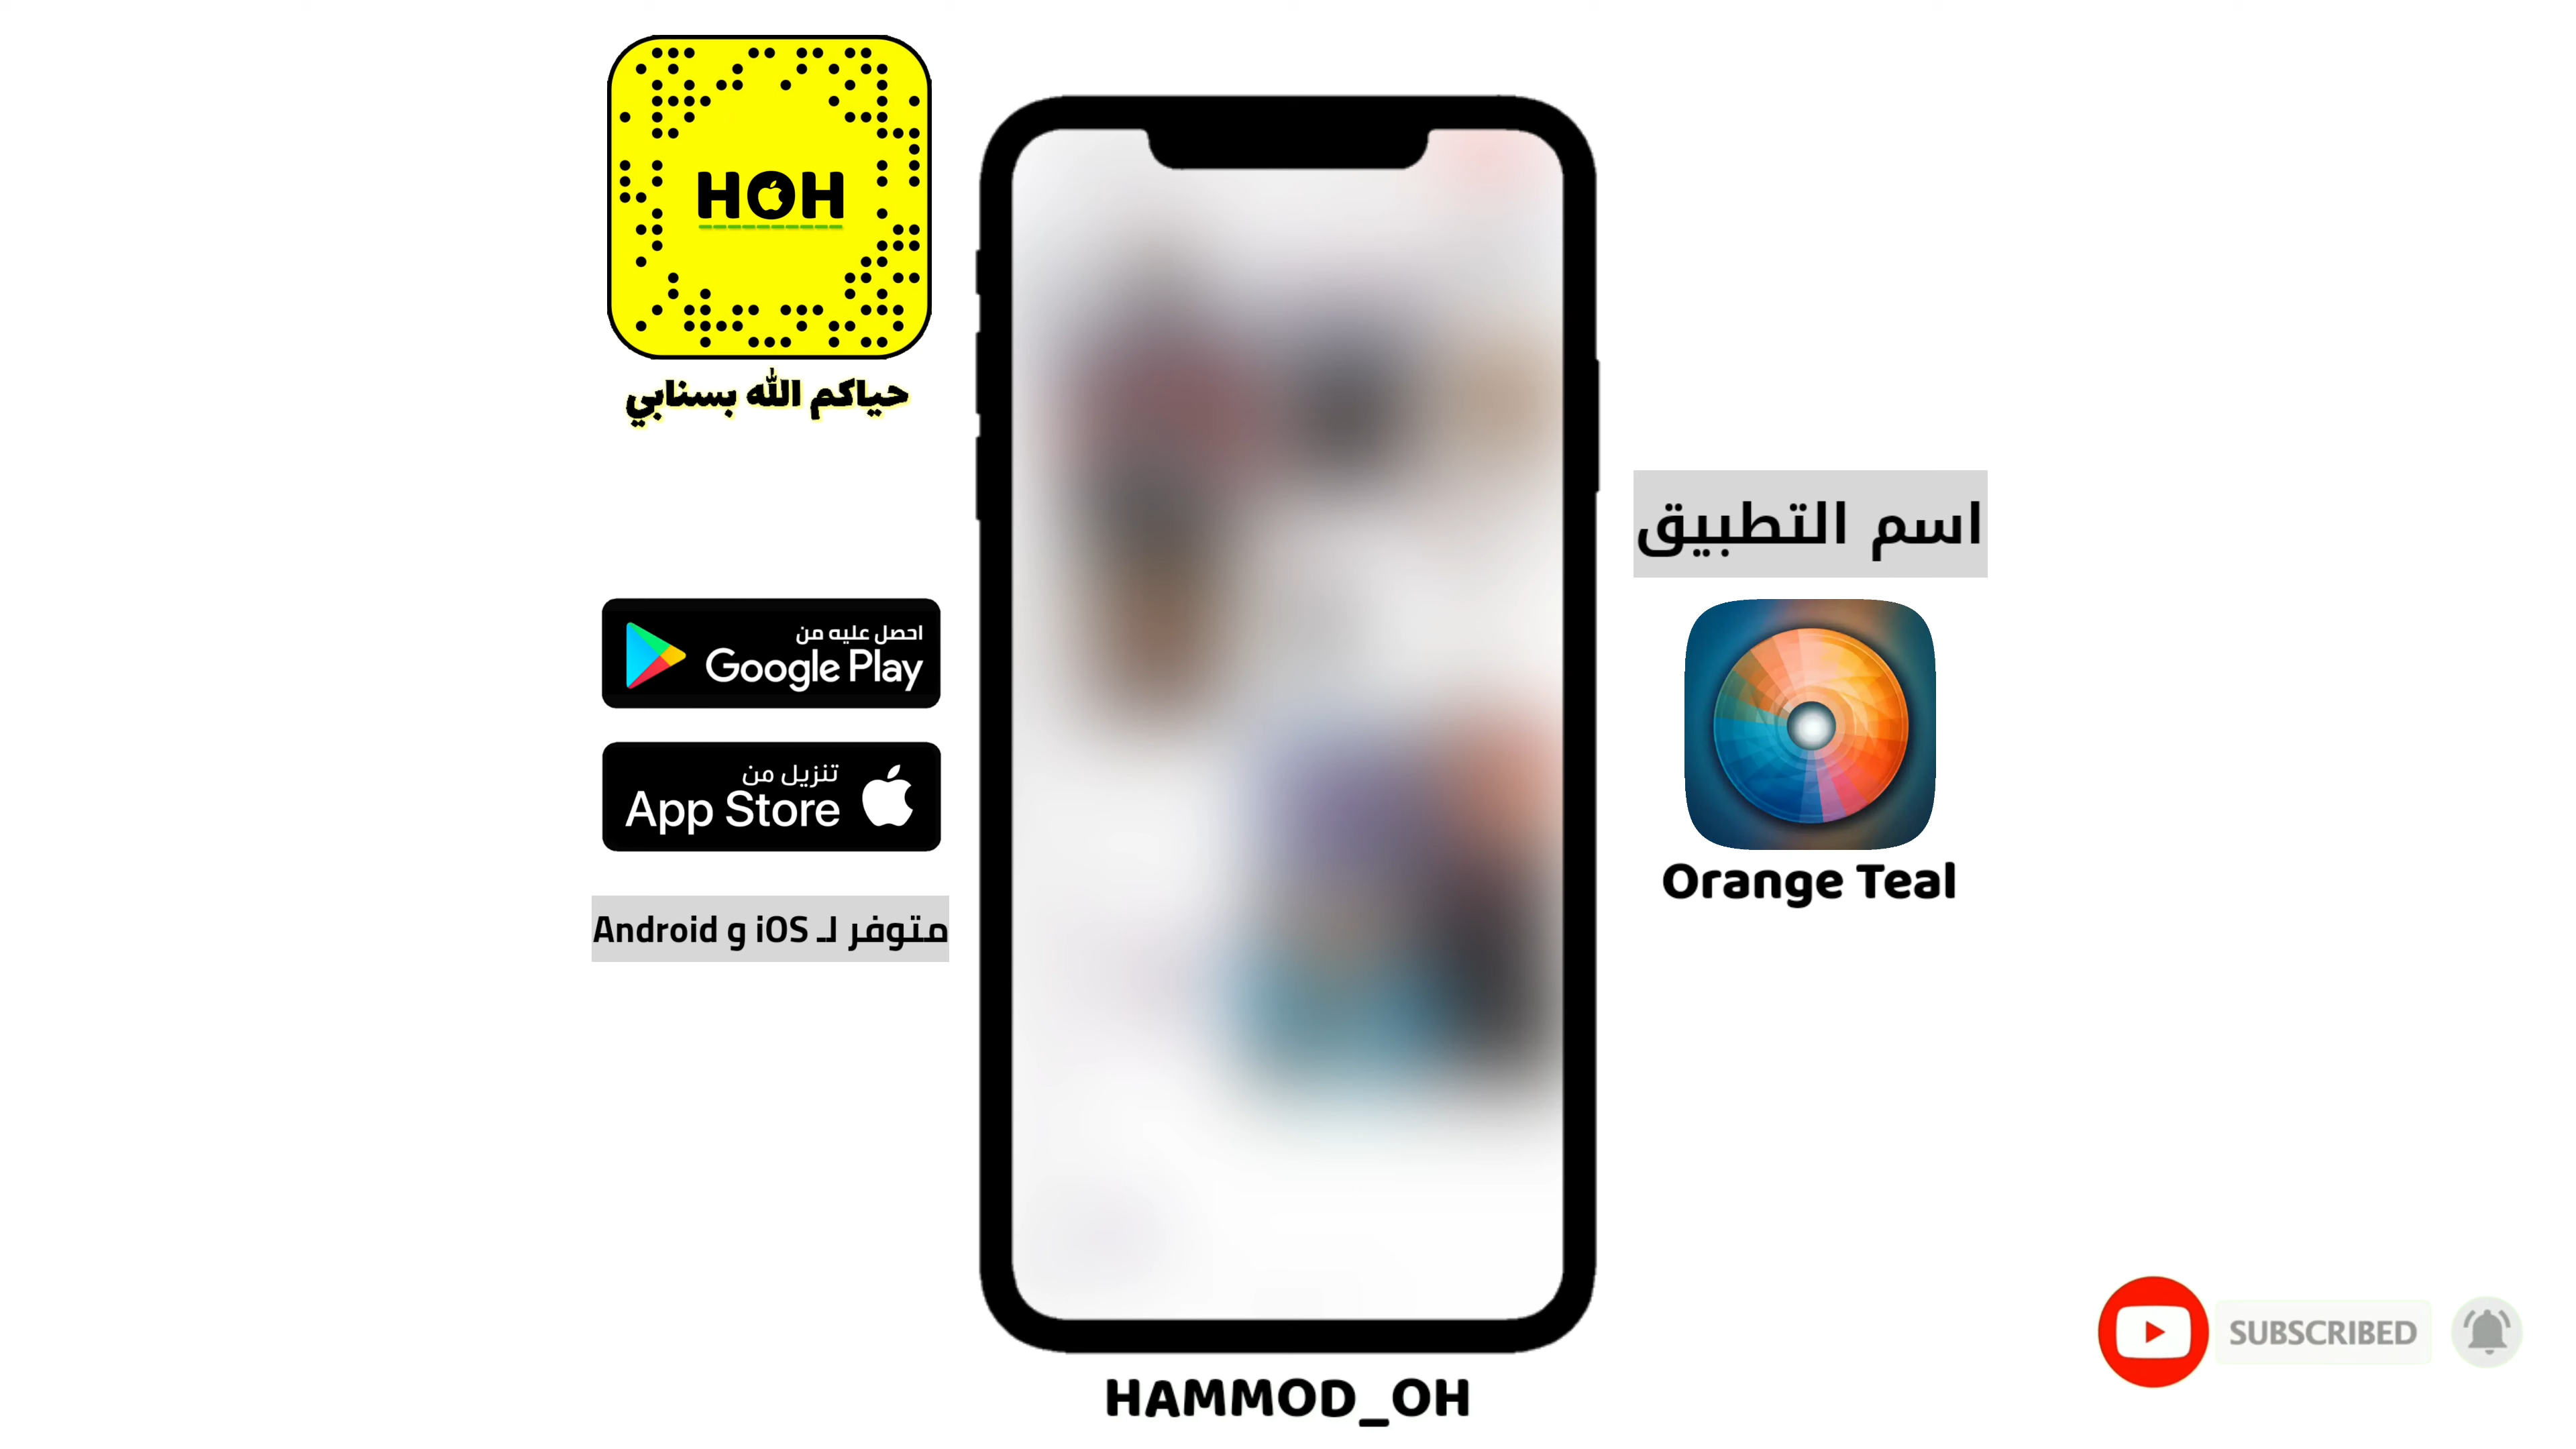 HOH
حياكم الله بسنابي
احصل عليه من
Google Play
تنزيل من
App Store
متوفر لـ iOS و Android
اسم التطبيق
Orange Teal
SUBSCRIBED
HAMMOD_OH